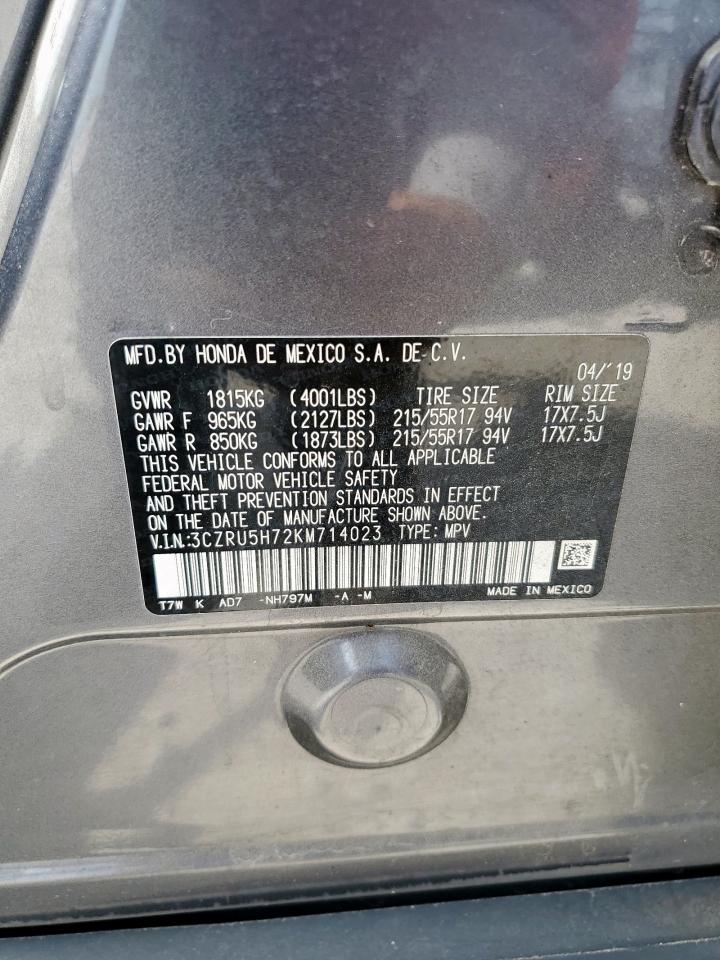 MFD.BY HONDA DE MEXICO S.A. DE C.V.
04/'19
GVWR 1815KG (4001LBS) TIRE SIZE RIM SIZE
GAWR F 965KG (2127LBS) 215/55R17 94V 17X7.5J
GAWR R 850KG (1873LBS) 215/55R17 94V 17X7.5J
THIS VEHICLE CONFORMS TO ALL APPLICABLE
FEDERAL MOTOR VEHICLE SAFETY
AND THEFT PREVENTION STANDARDS IN EFFECT
ON THE DATE OF MANUFACTURE SHOWN ABOVE.
V.I.N:3CZRU5H72KM714023 TYPE: MPV
T7W K AD7 -NH797M -A -M MADE IN MEXICO